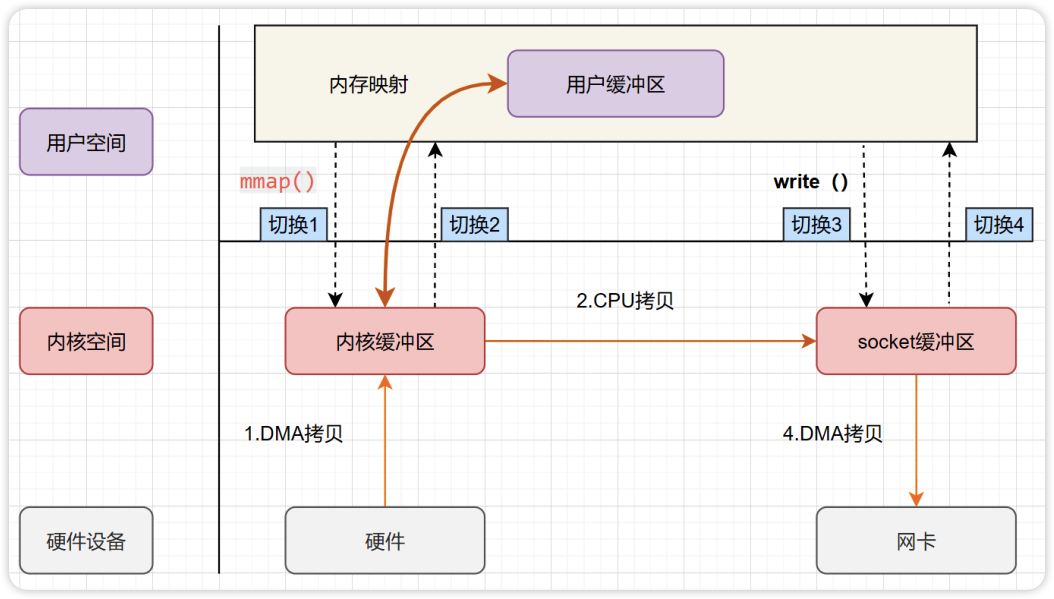 内存映射
用户缓冲区
用户空间
mmap()
write（）
切换1
切换2
切换3
切换4
2.CPU拷贝
内核空间
内核缓冲区
socket缓冲区
1.DMA拷贝
4.DMA拷贝
硬件设备
硬件
网卡